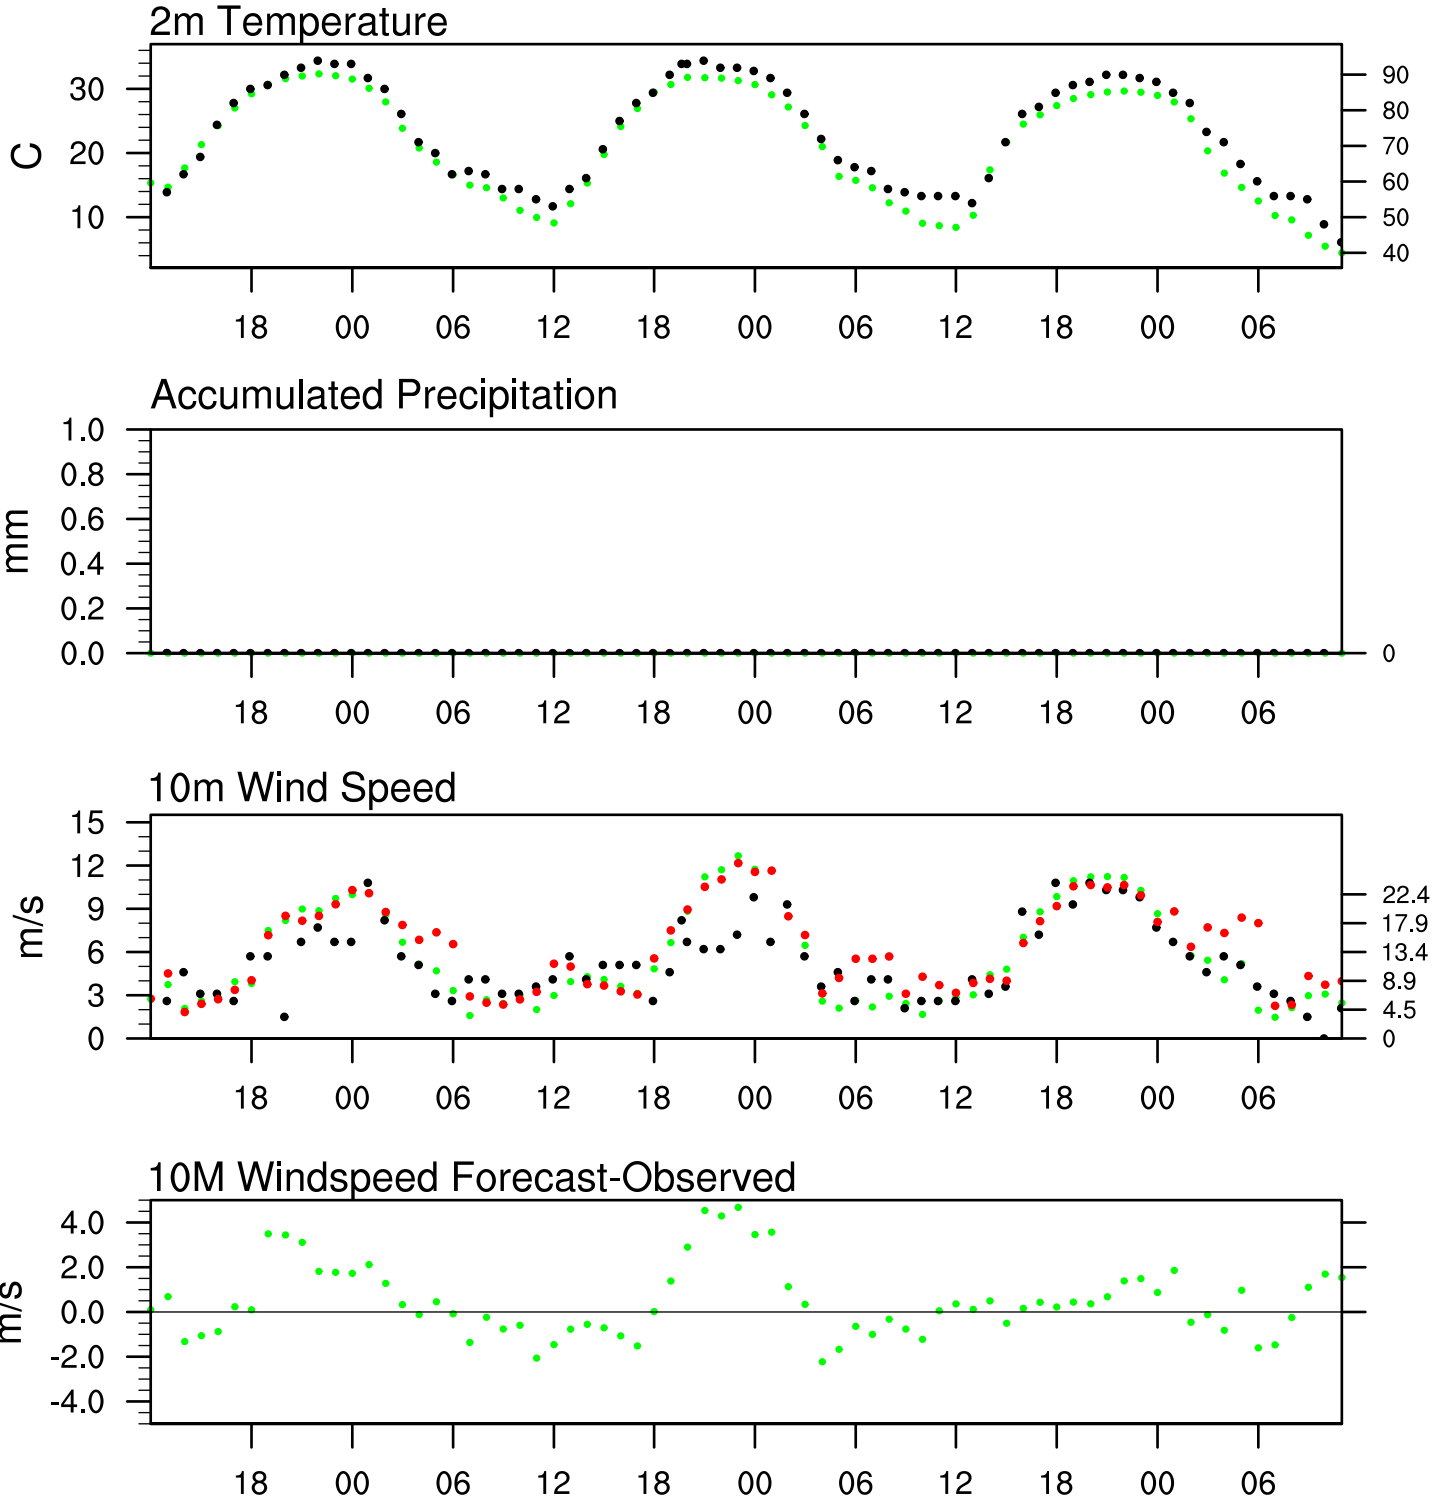 2m Temperature
C
30
20
10
90
80
70
60
50
40
18 00 06 12 18 00 06 12 18 00 06
Accumulated Precipitation
mm
1.0
0.8
0.6
0.4
0.2
0.0
0
18 00 06 12 18 00 06 12 18 00 06
10m Wind Speed
m/s
15
12
9
6
3
0
22.4
17.9
13.4
8.9
4.5
0
18 00 06 12 18 00 06 12 18 00 06
10M Windspeed Forecast-Observed
m/s
4.0
2.0
0.0
-2.0
-4.0
18 00 06 12 18 00 06 12 18 00 06